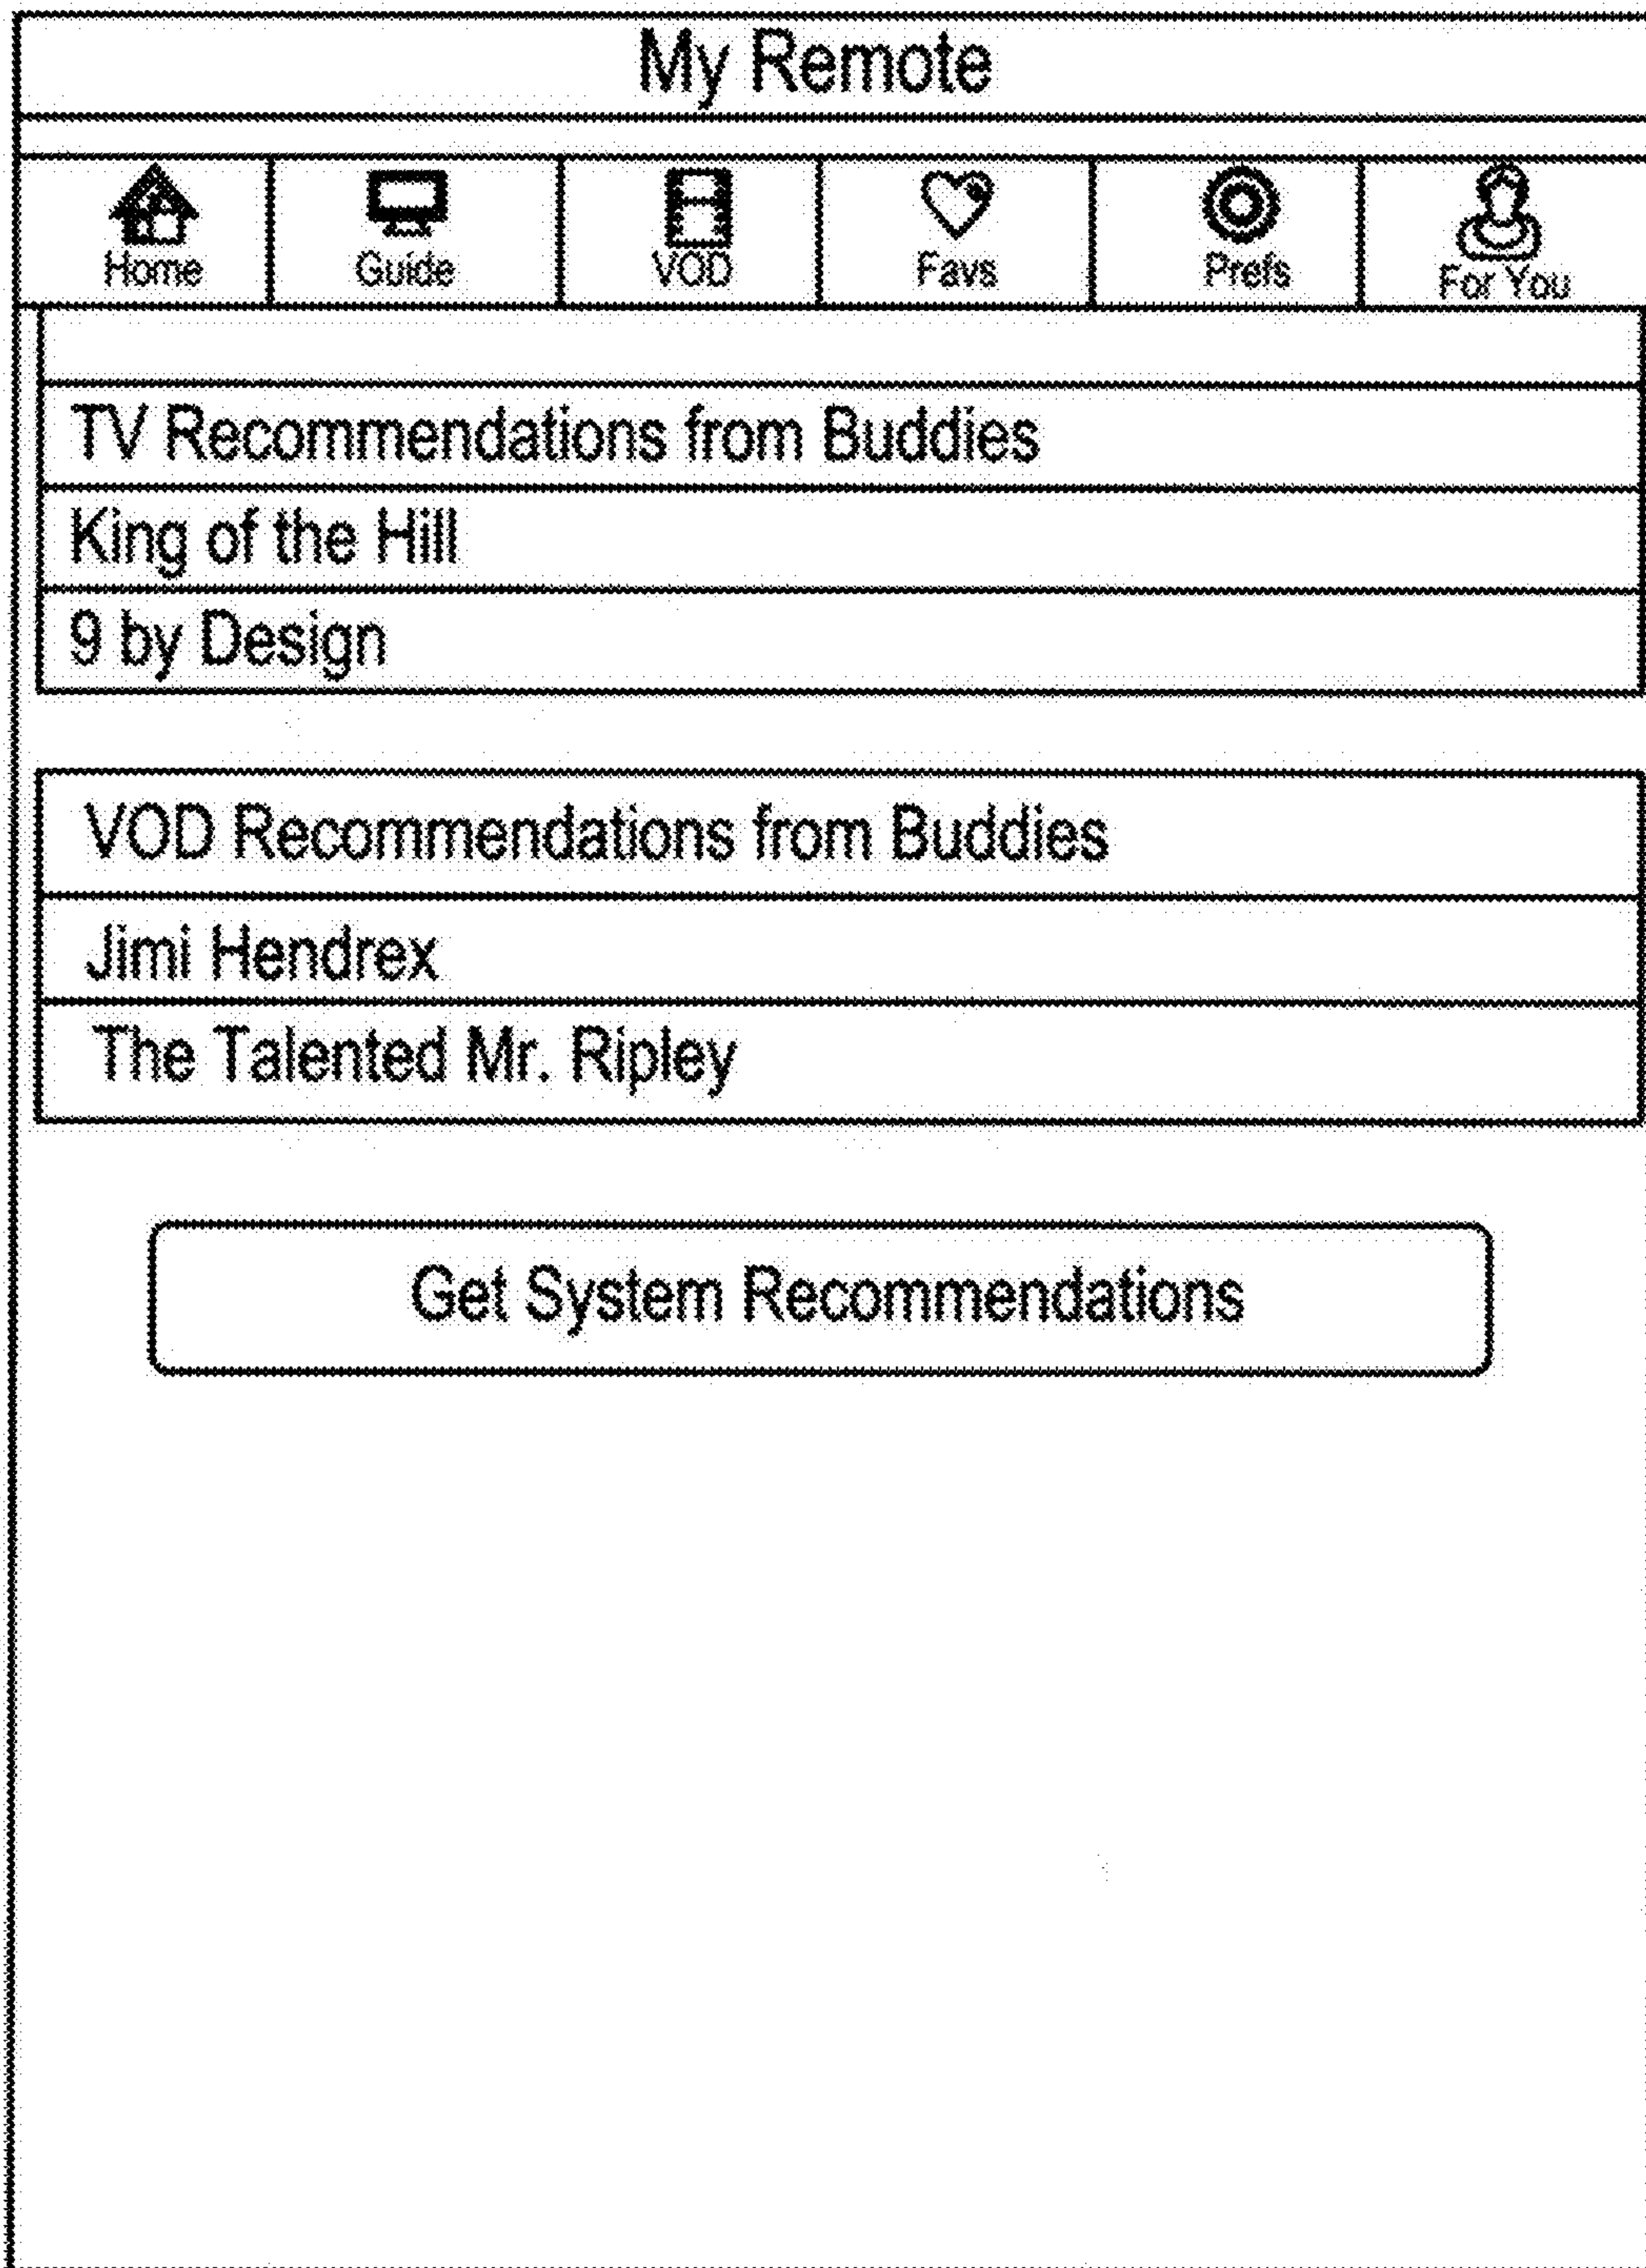 My Remote
Home Guide VOD Favs Prefs For You
TV Recommendations from Buddies
King of the Hill
9 by Design
VOD Recommendations from Buddies
Jimi Hendrex
The Talented Mr. Ripley
Get System Recommendations